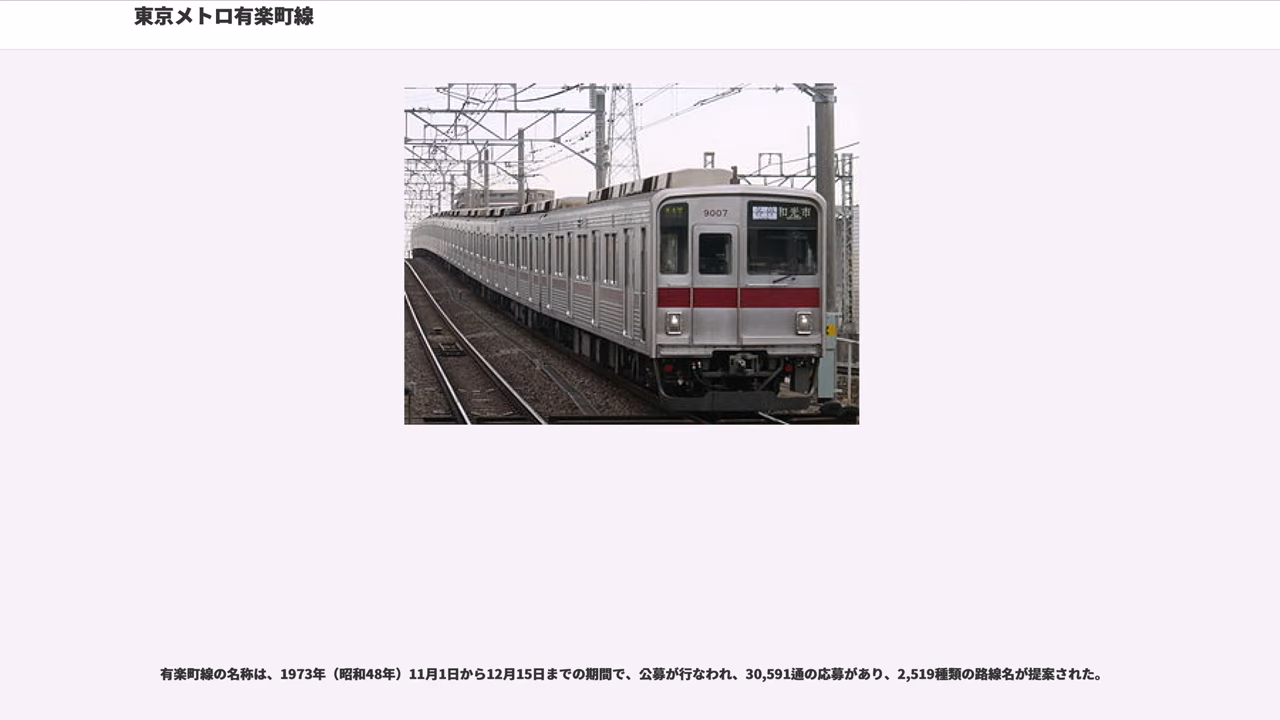 東京メトロ有楽町線
9007
和光市
有楽町線の名称は、1973年（昭和48年）11月1日から12月15日までの期間で、公募が行なわれ、30,591通の応募があり、2,519種類の路線名が提案された。